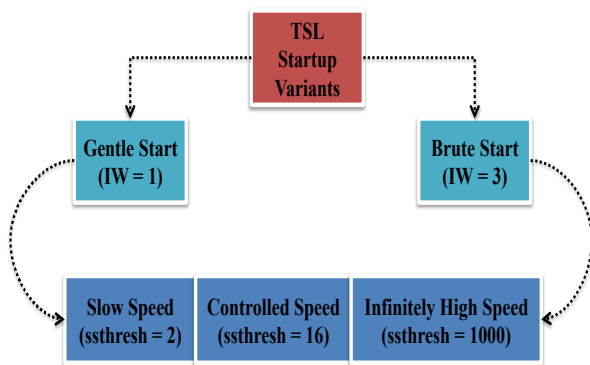 TSL
Startup
Variants
Gentle Start
(IW = 1)
Brute Start
(IW = 3)
Slow Speed
(ssthresh = 2)
Controlled Speed
(ssthresh = 16)
Infinitely High Speed
(ssthresh = 1000)